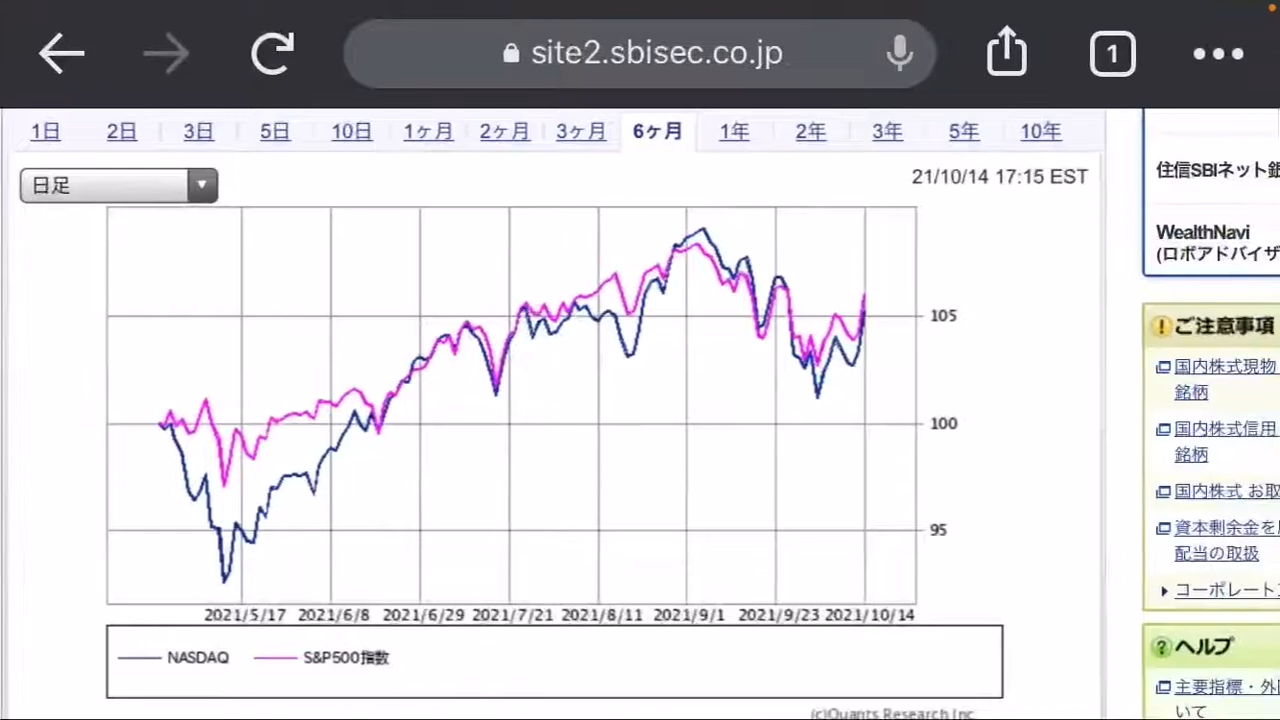 site2.sbisec.co.jp
1
1日 2日 3日 5日 10日 1ヶ月 2ヶ月 3ヶ月 6ヶ月 1年 2年 3年 5年 10年
日足
21/10/14 17:15 EST
105
100
95
2021/5/17 2021/6/8 2021/6/29 2021/7/21 2021/8/11 2021/9/1 2021/9/23 2021/10/14
NASDAQ S&P500指数
(c)Quants Research Inc.
住信SBIネット銀
WealthNavi
(ロボアドバイザ
ご注意事項
国内株式現物
銘柄
国内株式信用
銘柄
国内株式 お取
資本剰余金を
配当の取扱
コーポレート
ヘルプ
主要指標・外
いて